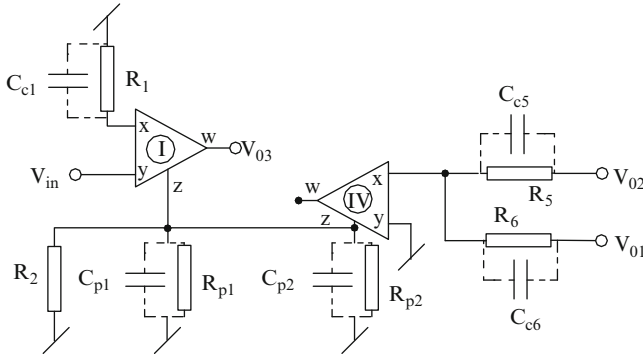 C_c1
R_1
x
I
w
V_03
V_in
y
z
C_c5
R_5
V_02
w
x
IV
z
y
R_6
V_01
C_c6
R_2
C_p1
R_p1
C_p2
R_p2